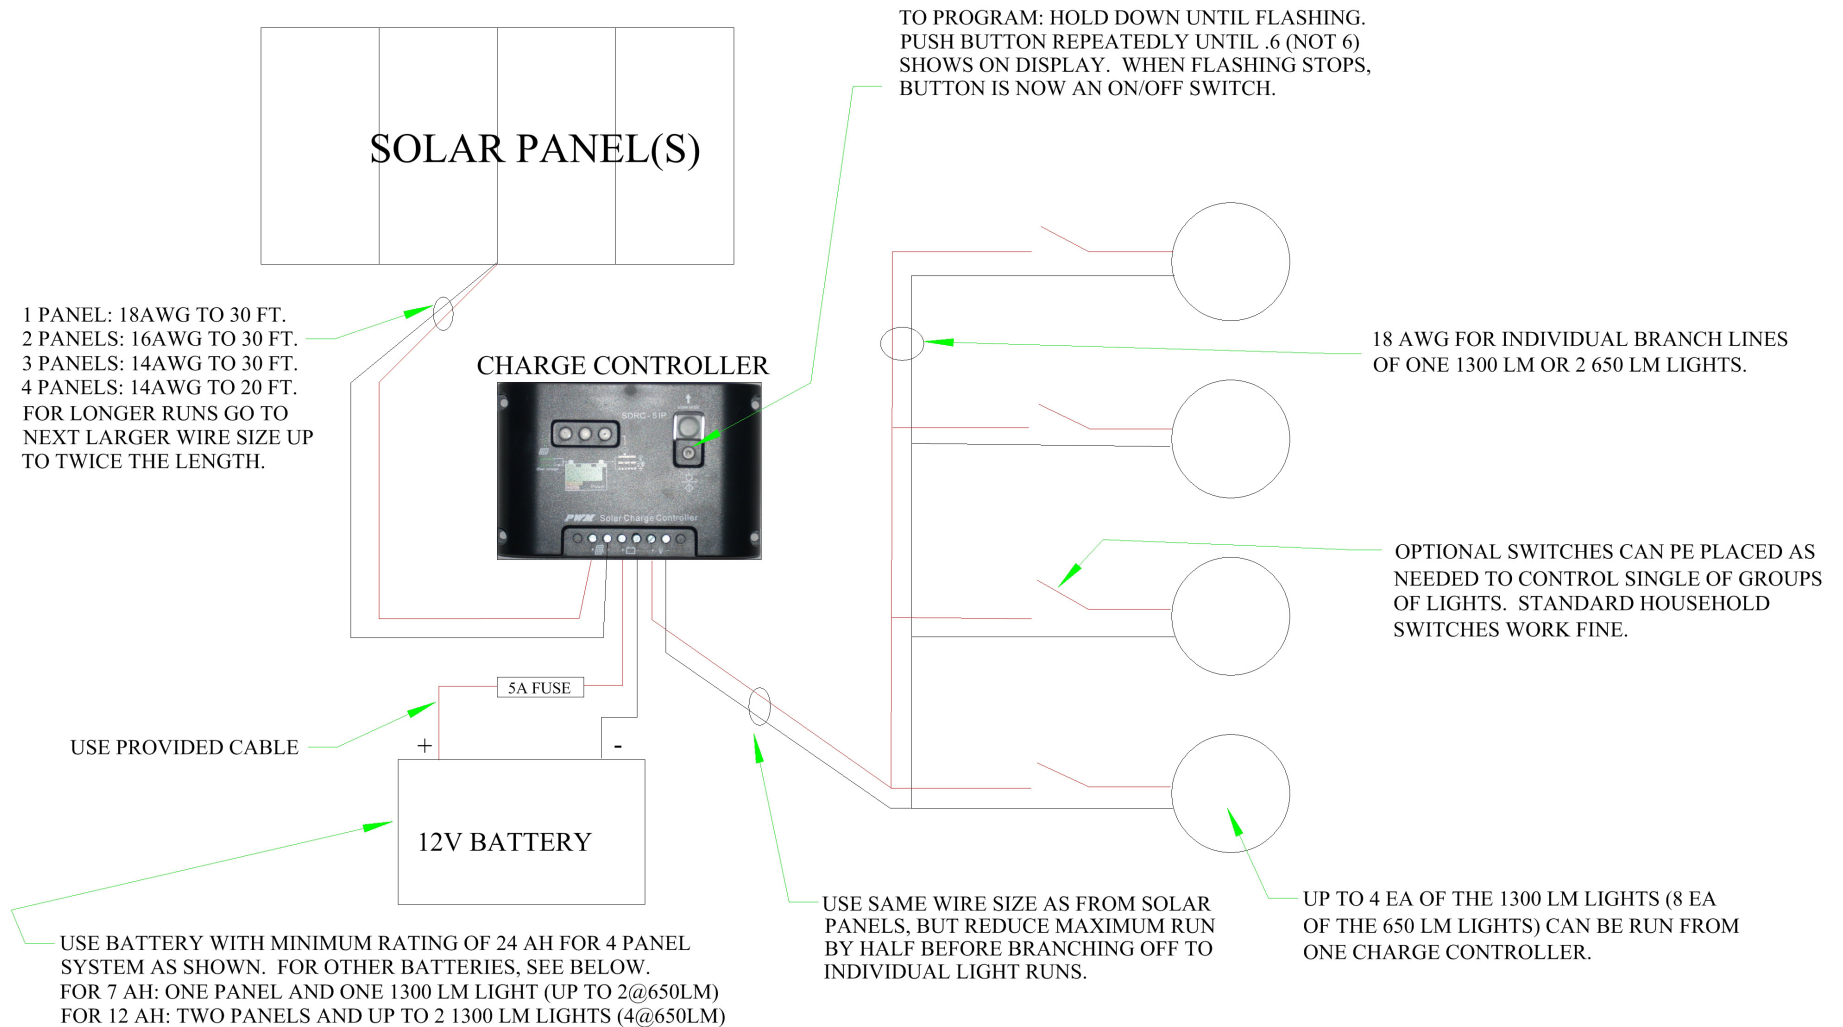 TO PROGRAM: HOLD DOWN UNTIL FLASHING.
PUSH BUTTON REPEATEDLY UNTIL .6 (NOT 6)
SHOWS ON DISPLAY. WHEN FLASHING STOPS,
BUTTON IS NOW AN ON/OFF SWITCH.
SOLAR PANEL(S)
1 PANEL: 18AWG TO 30 FT.
2 PANELS: 16AWG TO 30 FT.
3 PANELS: 14AWG TO 30 FT.
4 PANELS: 14AWG TO 20 FT.
FOR LONGER RUNS GO TO
NEXT LARGER WIRE SIZE UP
TO TWICE THE LENGTH.
CHARGE CONTROLLER
PWM Solar Charge Controller
18 AWG FOR INDIVIDUAL BRANCH LINES
OF ONE 1300 LM OR 2 650 LM LIGHTS.
OPTIONAL SWITCHES CAN PE PLACED AS
NEEDED TO CONTROL SINGLE OF GROUPS
OF LIGHTS. STANDARD HOUSEHOLD
SWITCHES WORK FINE.
5A FUSE
USE PROVIDED CABLE
+ -
12V BATTERY
USE BATTERY WITH MINIMUM RATING OF 24 AH FOR 4 PANEL
SYSTEM AS SHOWN. FOR OTHER BATTERIES, SEE BELOW.
FOR 7 AH: ONE PANEL AND ONE 1300 LM LIGHT (UP TO 2@650LM)
FOR 12 AH: TWO PANELS AND UP TO 2 1300 LM LIGHTS (4@650LM)
USE SAME WIRE SIZE AS FROM SOLAR
PANELS, BUT REDUCE MAXIMUM RUN
BY HALF BEFORE BRANCHING OFF TO
INDIVIDUAL LIGHT RUNS.
UP TO 4 EA OF THE 1300 LM LIGHTS (8 EA
OF THE 650 LM LIGHTS) CAN BE RUN FROM
ONE CHARGE CONTROLLER.